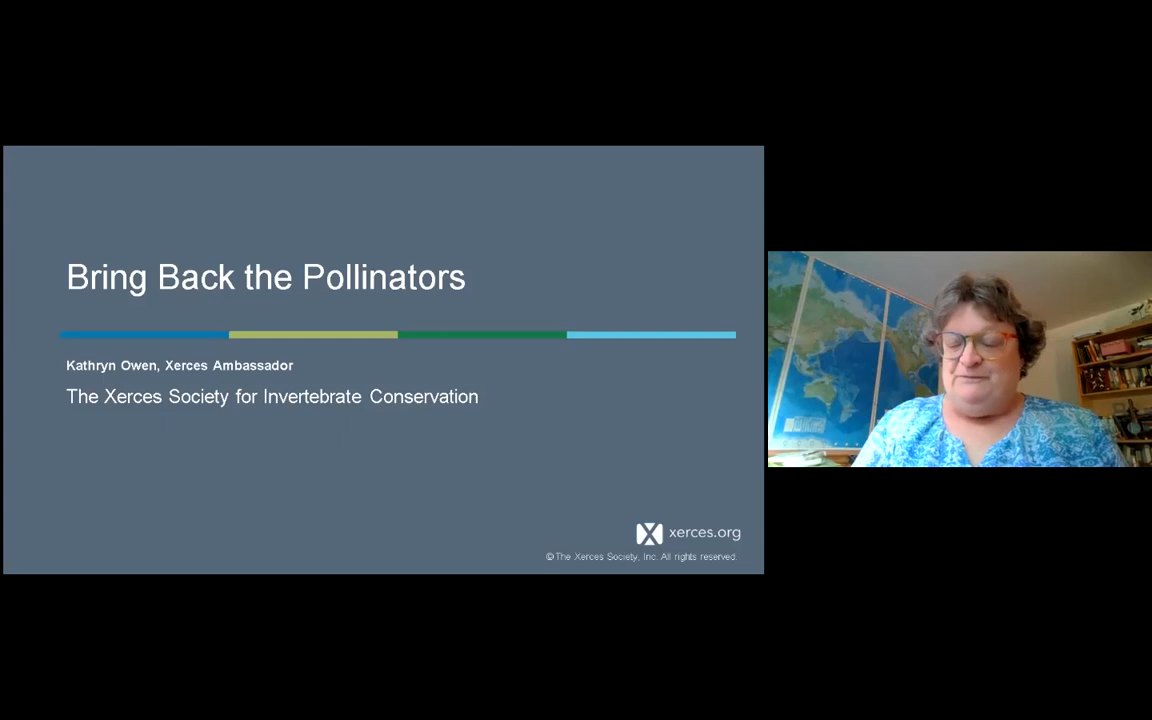 Bring Back the Pollinators
Kathryn Owen, Xerces Ambassador
The Xerces Society for Invertebrate Conservation
xerces.org
© The Xerces Society, Inc. All rights reserved.